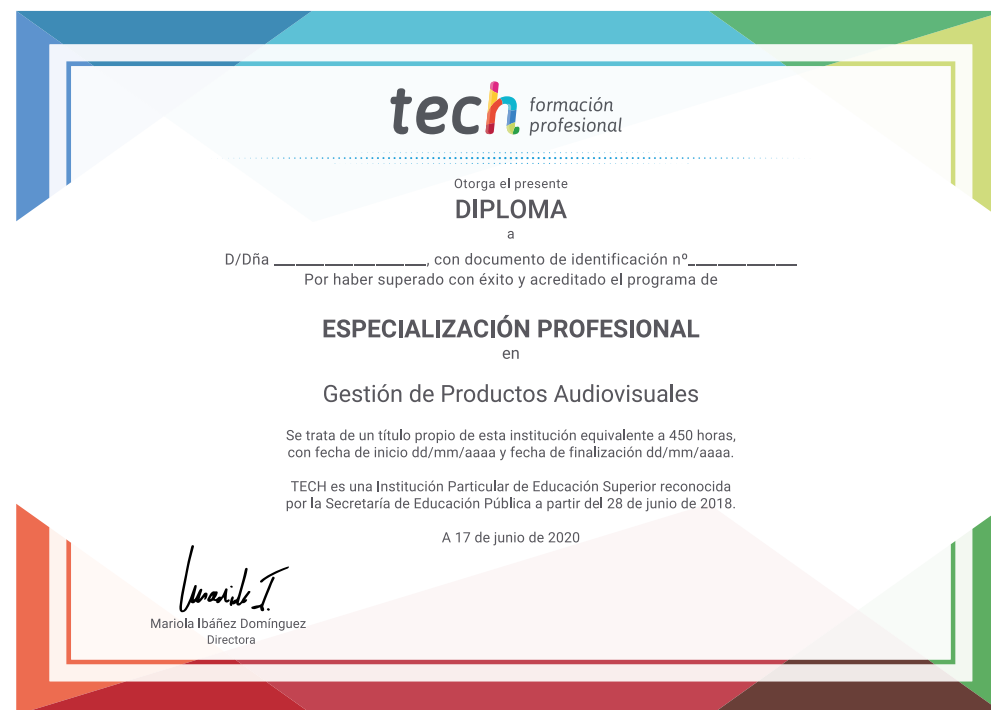 tech formación
profesional
Otorga el presente
DIPLOMA
a
D/Dña ______________, con documento de identificación nº__________
Por haber superado con éxito y acreditado el programa de
ESPECIALIZACIÓN PROFESIONAL
en
Gestión de Productos Audiovisuales
Se trata de un título propio de esta institución equivalente a 450 horas,
con fecha de inicio dd/mm/aaaa y fecha de finalización dd/mm/aaaa.
TECH es una Institución Particular de Educación Superior reconocida
por la Secretaría de Educación Pública a partir del 28 de junio de 2018.
A 17 de junio de 2020
Mariola Ibáñez Domínguez
Directora